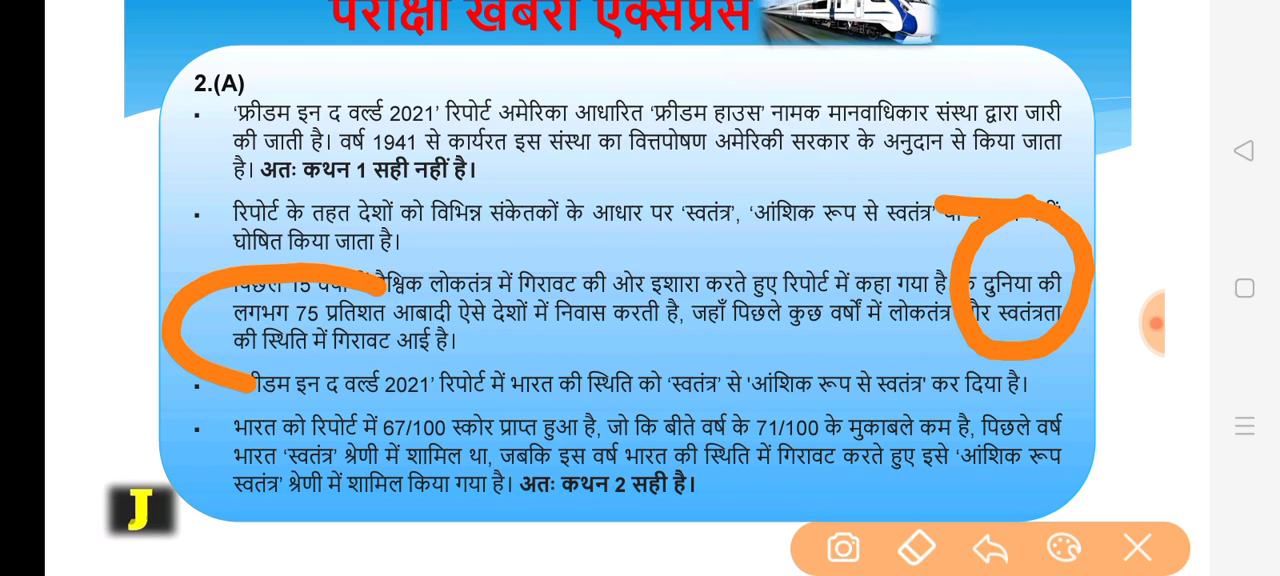 परीक्षा खबरी एक्सप्रेस
2.(A)
▪ ‘फ्रीडम इन द वर्ल्ड 2021’ रिपोर्ट अमेरिका आधारित ‘फ्रीडम हाउस’ नामक मानवाधिकार संस्था द्वारा जारी
की जाती है। वर्ष 1941 से कार्यरत इस संस्था का वित्तपोषण अमेरिकी सरकार के अनुदान से किया जाता
है। अतः कथन 1 सही नहीं है।
▪ रिपोर्ट के तहत देशों को विभिन्न संकेतकों के आधार पर ‘स्वतंत्र’, ‘आंशिक रूप से स्वतंत्र’
घोषित किया जाता है।
15 लोकतंत्र में गिरावट की ओर इशारा करते हुए रिपोर्ट में कहा गया है दुनिया की
लगभग 75 प्रतिशत आबादी ऐसे देशों में निवास करती है, जहाँ पिछले कुछ वर्षों में लोकतंत्र स्वतंत्रता
की स्थिति में गिरावट आई है।
▪ इन द वर्ल्ड 2021’ रिपोर्ट में भारत की स्थिति को ‘स्वतंत्र’ से 'आंशिक रूप से स्वतंत्र' कर दिया है।
▪ भारत को रिपोर्ट में 67/100 स्कोर प्राप्त हुआ है, जो कि बीते वर्ष के 71/100 के मुकाबले कम है, पिछले वर्ष
भारत ‘स्वतंत्र’ श्रेणी में शामिल था, जबकि इस वर्ष भारत की स्थिति में गिरावट करते हुए इसे ‘आंशिक रूप
स्वतंत्र’ श्रेणी में शामिल किया गया है। अतः कथन 2 सही है।
J